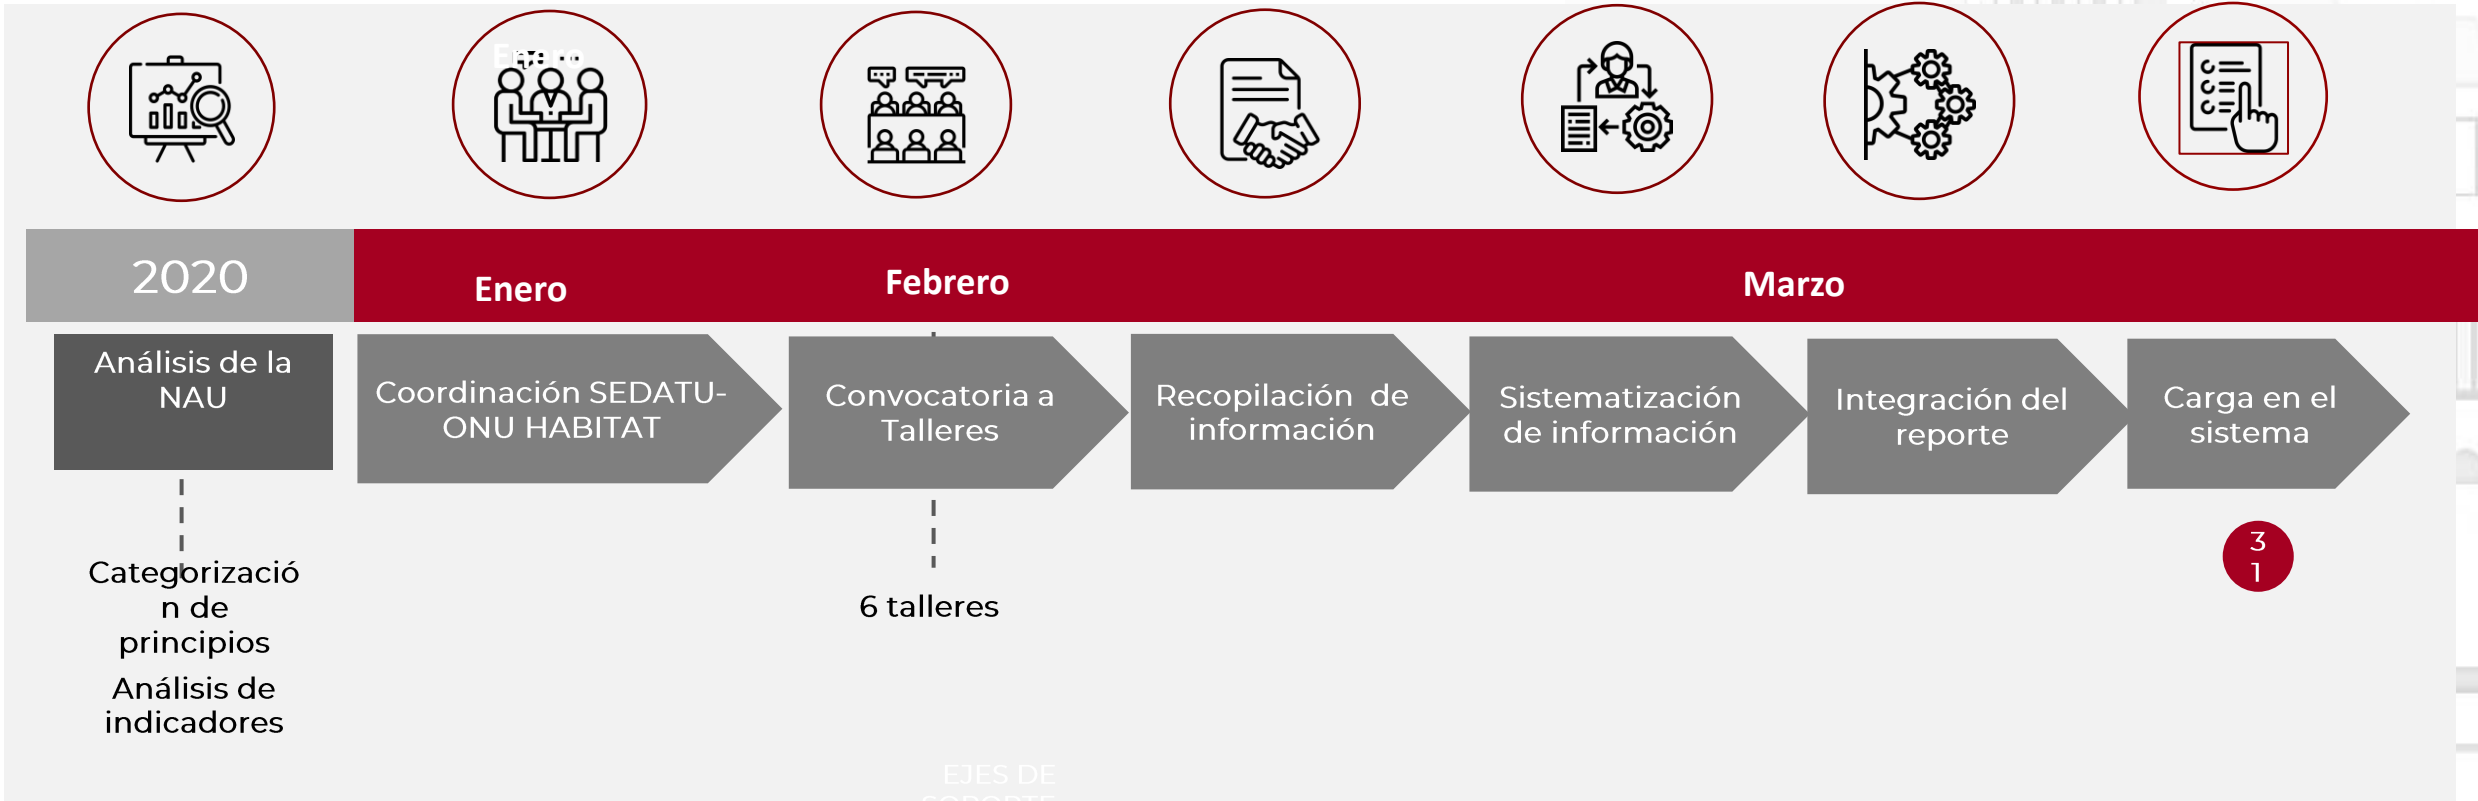 Enero
2020
Enero
Febrero
Marzo
Análisis de la
NAU
Coordinación SEDATU-
ONU HABITAT
Convocatoria a
Talleres
Recopilación de
información
Sistematización
de información
Integración del
reporte
Carga en el
sistema
3
1
Categorizació
n de
principios
Análisis de
indicadores
6 talleres
EJES DE
SOPORTE